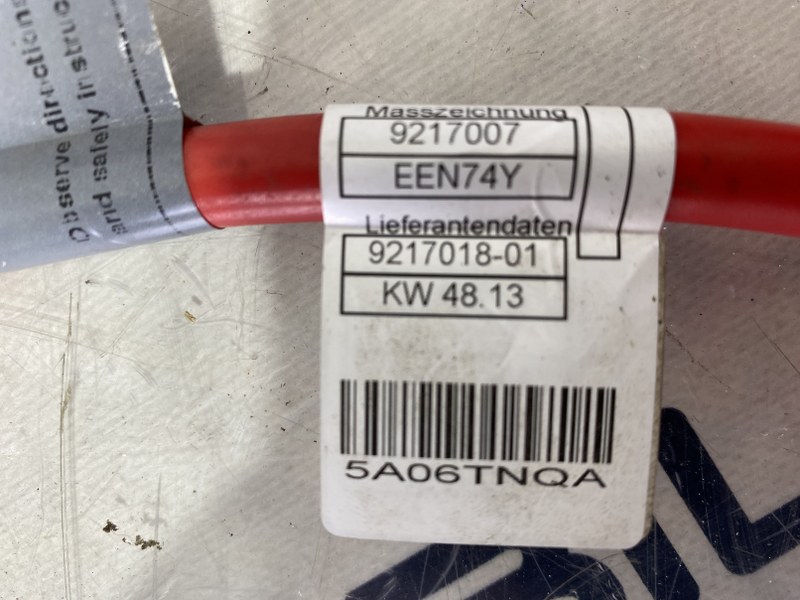 Observe directions
and safety instruc
Masszeichnung
9217007
EEN74Y
Lieferantendaten
9217018-01
KW 48.13
5A06TNQA